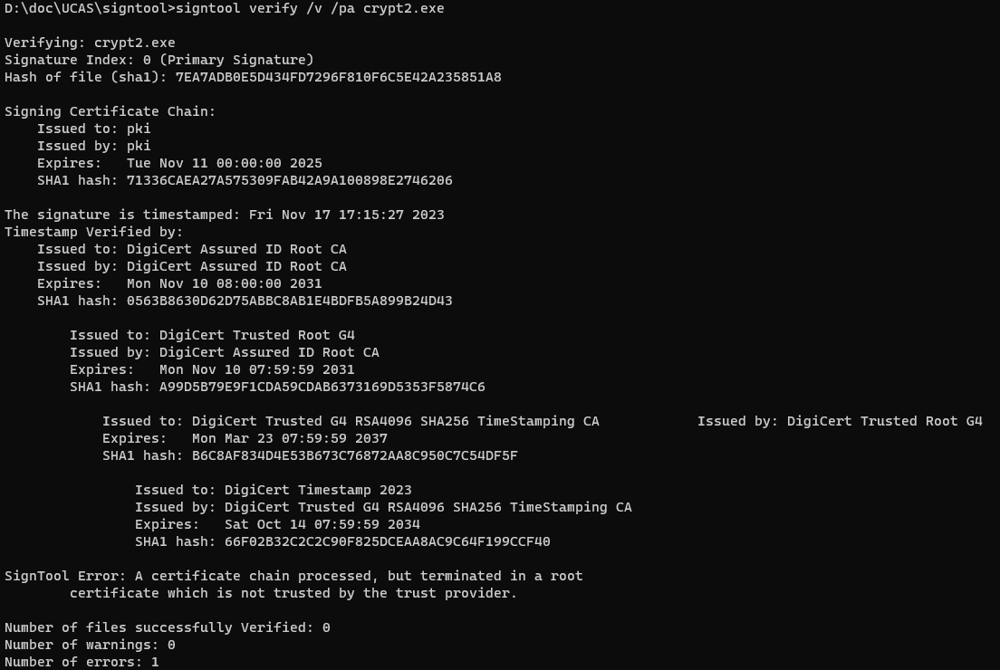 D:\doc\UCAS\signtool>signtool verify /v /pa crypt2.exe
Verifying: crypt2.exe
Signature Index: 0 (Primary Signature)
Hash of file (sha1): 7EA7ADB0E5D434FD7296F810F6C5E42A235851A8
Signing Certificate Chain:
Issued to: pki
Issued by: pki
Expires:   Tue Nov 11 00:00:00 2025
SHA1 hash: 71336CAEA27A575309FAB42A9A100898E2746206
The signature is timestamped: Fri Nov 17 17:15:27 2023
Timestamp Verified by:
Issued to: DigiCert Assured ID Root CA
Issued by: DigiCert Assured ID Root CA
Expires:   Mon Nov 10 08:00:00 2031
SHA1 hash: 0563B8630D62D75ABBC8AB1E4BDFB5A899B24D43
Issued to: DigiCert Trusted Root G4
Issued by: DigiCert Assured ID Root CA
Expires:   Mon Nov 10 07:59:59 2031
SHA1 hash: A99D5B79E9F1CDA59CDAB6373169D5353F5874C6
Issued to: DigiCert Trusted G4 RSA4096 SHA256 TimeStamping CA            Issued by: DigiCert Trusted Root G4
Expires:   Mon Mar 23 07:59:59 2037
SHA1 hash: B6C8AF834D4E53B673C76872AA8C950C7C54DF5F
Issued to: DigiCert Timestamp 2023
Issued by: DigiCert Trusted G4 RSA4096 SHA256 TimeStamping CA
Expires:   Sat Oct 14 07:59:59 2034
SHA1 hash: 66F02B32C2C2C90F825DCEAA8AC9C64F199CCF40
SignTool Error: A certificate chain processed, but terminated in a root
certificate which is not trusted by the trust provider.
Number of files successfully Verified: 0
Number of warnings: 0
Number of errors: 1